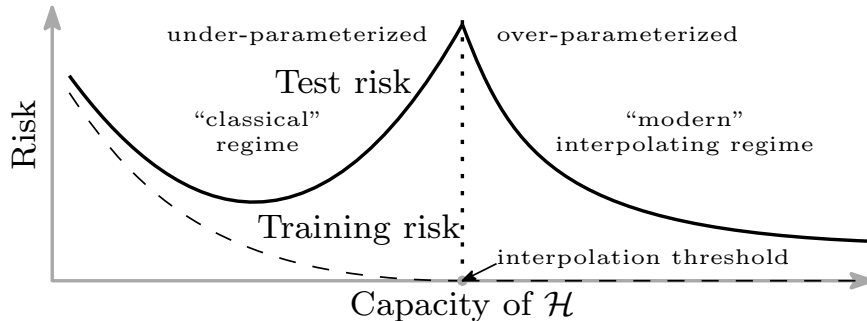 under-parameterized
over-parameterized
Test risk
“classical”
regime
“modern”
interpolating regime
Risk
Training risk
interpolation threshold
Capacity of ℋ